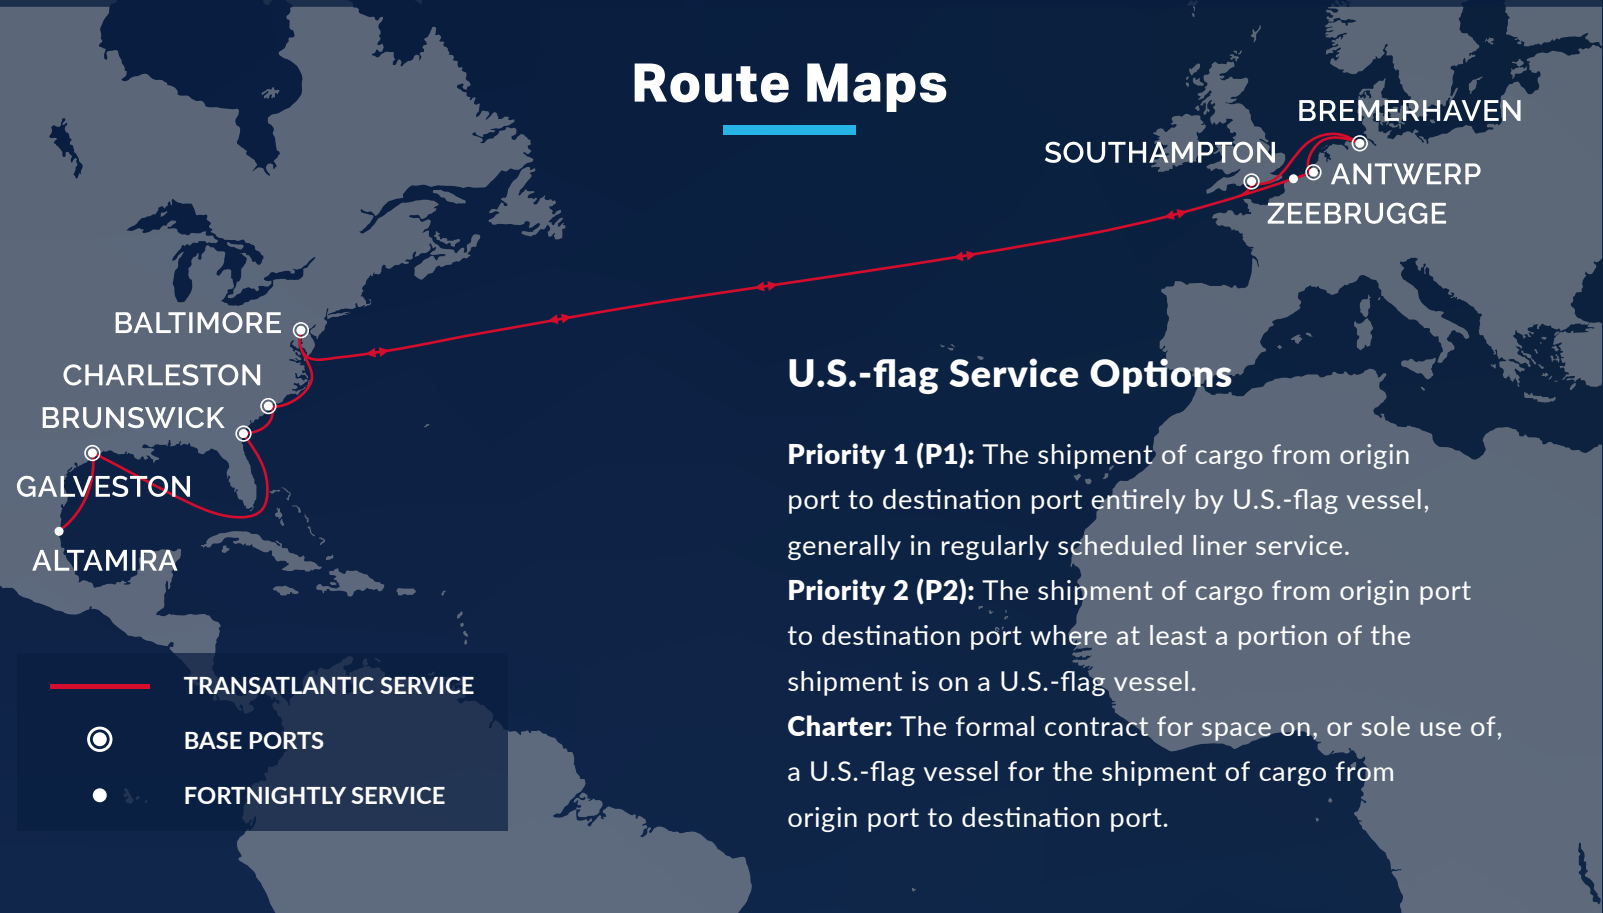 Route Maps
BREMERHAVEN
SOUTHAMPTON
ANTWERP
ZEEBRUGGE
BALTIMORE
CHARLESTON
BRUNSWICK
GALVESTON
ALTAMIRA
U.S.-flag Service Options
Priority 1 (P1): The shipment of cargo from origin
port to destination port entirely by U.S.-flag vessel,
generally in regularly scheduled liner service.
Priority 2 (P2): The shipment of cargo from origin port
to destination port where at least a portion of the
shipment is on a U.S.-flag vessel.
Charter: The formal contract for space on, or sole use of,
a U.S.-flag vessel for the shipment of cargo from
origin port to destination port.
TRANSATLANTIC SERVICE
BASE PORTS
FORTNIGHTLY SERVICE